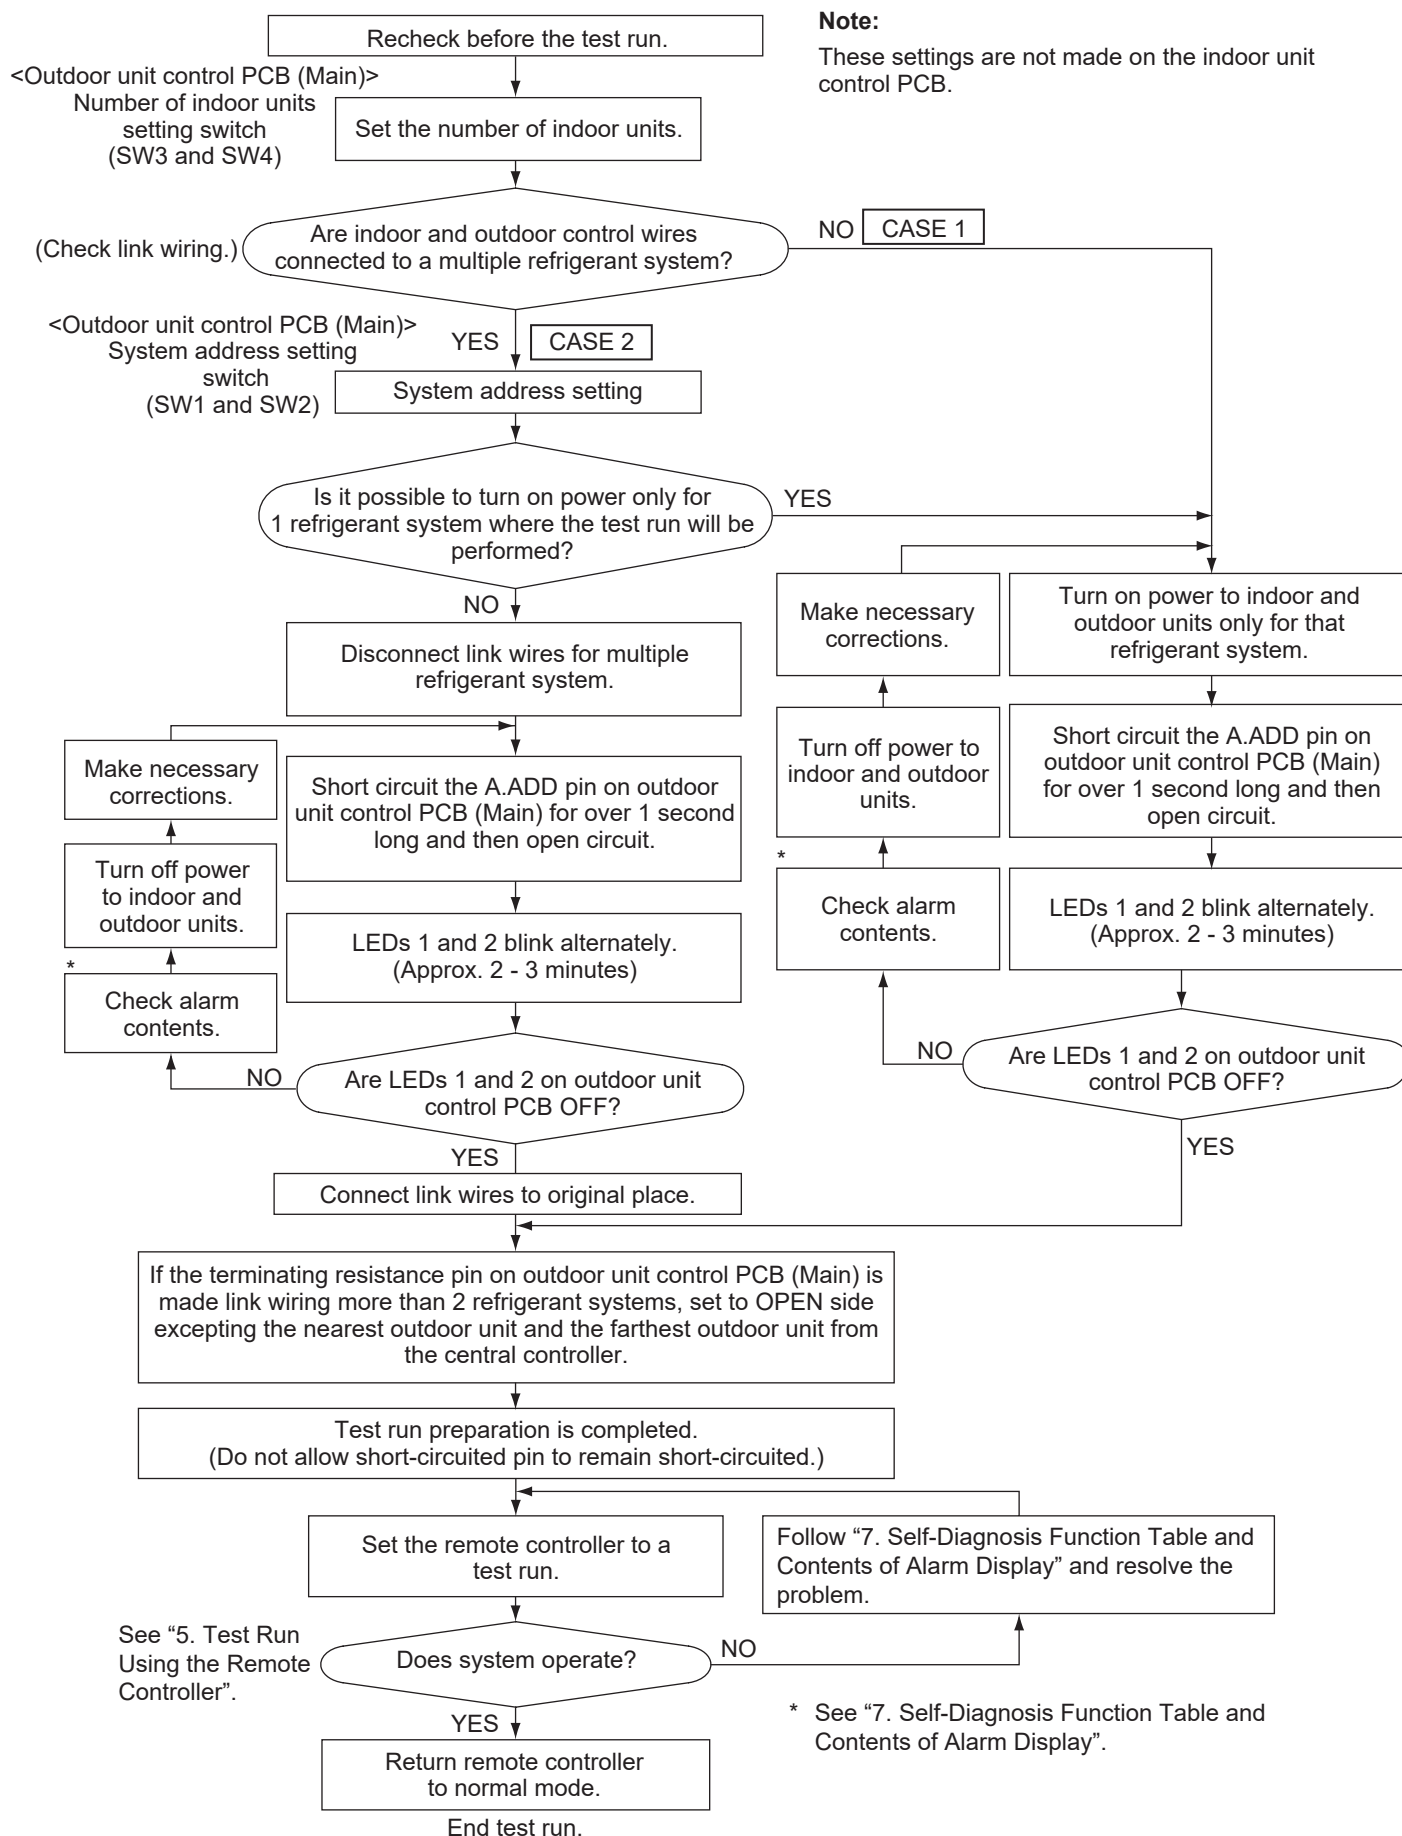 Recheck before the test run.
Note:
These settings are not made on the indoor unit
control PCB.
<Outdoor unit control PCB (Main)>
Number of indoor units
setting switch
(SW3 and SW4)
Set the number of indoor units.
(Check link wiring.)
Are indoor and outdoor control wires
connected to a multiple refrigerant system?
NO
CASE 1
<Outdoor unit control PCB (Main)>
System address setting
switch
(SW1 and SW2)
YES
CASE 2
System address setting
Is it possible to turn on power only for
1 refrigerant system where the test run will be
performed?
YES
NO
Make necessary
corrections.
Turn on power to indoor and
outdoor units only for that
refrigerant system.
Disconnect link wires for multiple
refrigerant system.
Turn off power to
indoor and outdoor
units.
Short circuit the A.ADD pin on
outdoor unit control PCB (Main)
for over 1 second long and then
open circuit.
Make necessary
corrections.
Short circuit the A.ADD pin on outdoor
unit control PCB (Main) for over 1 second
long and then open circuit.
*
Check alarm
contents.
LEDs 1 and 2 blink alternately.
(Approx. 2 - 3 minutes)
Turn off power
to indoor and
outdoor units.
LEDs 1 and 2 blink alternately.
(Approx. 2 - 3 minutes)
*
Check alarm
contents.
NO
Are LEDs 1 and 2 on outdoor unit
control PCB OFF?
NO
Are LEDs 1 and 2 on outdoor unit
control PCB OFF?
YES
YES
Connect link wires to original place.
If the terminating resistance pin on outdoor unit control PCB (Main) is
made link wiring more than 2 refrigerant systems, set to OPEN side
excepting the nearest outdoor unit and the farthest outdoor unit from
the central controller.
Test run preparation is completed.
(Do not allow short-circuited pin to remain short-circuited.)
Set the remote controller to a
test run.
Follow “7. Self-Diagnosis Function Table and
Contents of Alarm Display” and resolve the
problem.
See “5. Test Run
Using the Remote
Controller”.
Does system operate?
NO
YES
* See “7. Self-Diagnosis Function Table and
Contents of Alarm Display”.
Return remote controller
to normal mode.
End test run.